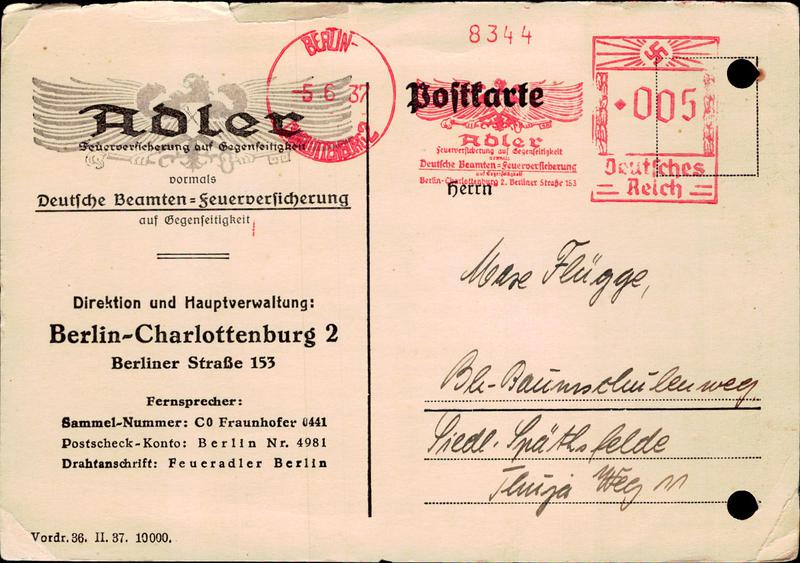 Adler
Feuerversicherung auf Gegenseitigkeit
vormals
Deutsche Beamten=Feuerversicherung
auf Gegenseitigkeit
Direktion und Hauptverwaltung:
Berlin-Charlottenburg 2
Berliner Straße 153
Fernsprecher:
Sammel-Nummer: C0 Fraunhofer 0441
Postscheck-Konto: Berlin Nr. 4981
Drahtanschrift: Feueradler Berlin
Vordr. 36. II. 37. 10000.
BERLIN-
-5.6.37
CHARLOTTENBURG 2
8344
Postkarte
Adler
Feuerversicherung auf Gegenseitigkeit
vormals
Deutsche Beamten=Feuerversicherung
auf Gegenseitigkeit
Berlin-Charlottenburg 2, Berliner Straße 153
005
Deutsches
Reich
Herrn
Max Flügge,
Bln-Baumschulenweg
Siedl. Späthsfelde
Thuja Weg 11